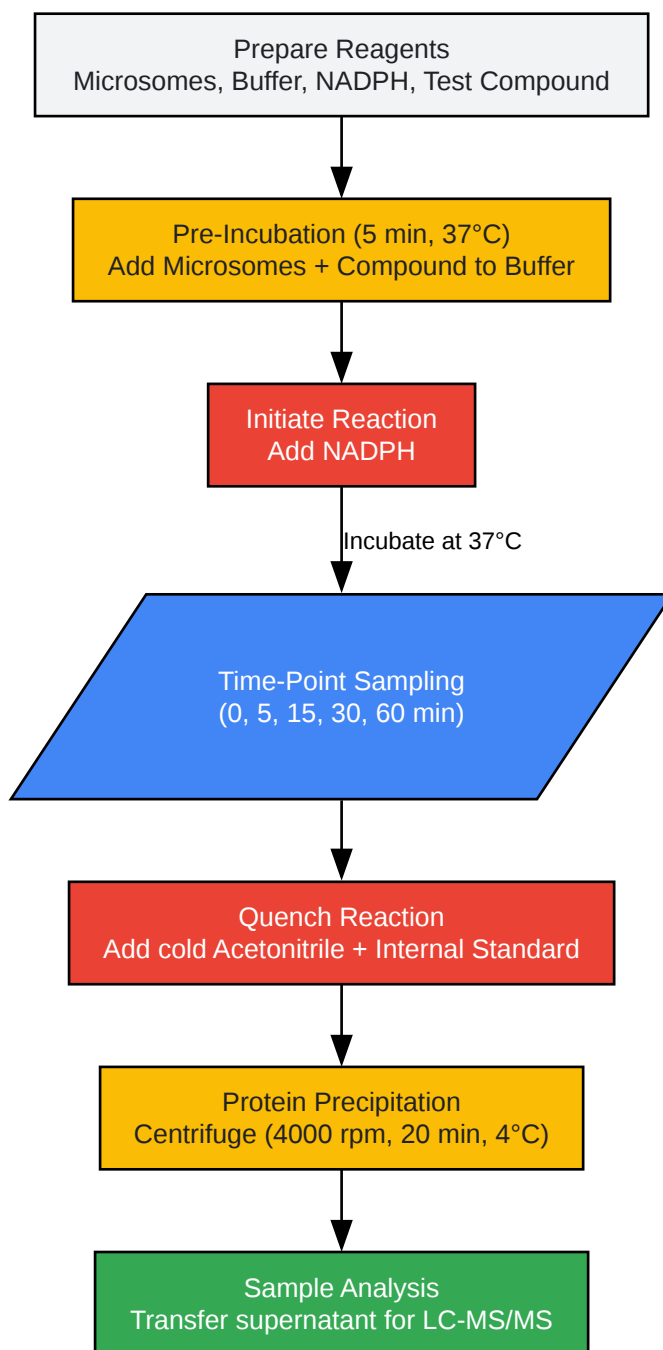 Prepare Reagents
Microsomes, Buffer, NADPH, Test Compound
Pre-Incubation (5 min, 37°C)
Add Microsomes + Compound to Buffer
Initiate Reaction
Add NADPH
Incubate at 37°C
Time-Point Sampling
(0, 5, 15, 30, 60 min)
Quench Reaction
Add cold Acetonitrile + Internal Standard
Protein Precipitation
Centrifuge (4000 rpm, 20 min, 4°C)
Sample Analysis
Transfer supernatant for LC-MS/MS